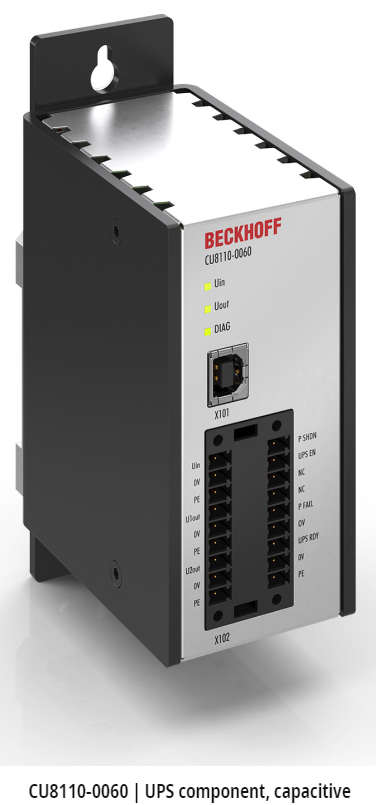 BECKHOFF
CU8110-0060
Uin
Uout
DIAG
X101
P SHDN
Uin UPS EN
0V NC
PE NC
U1out P FAIL
0V 0V
PE UPS RDY
U2out 0V
0V PE
PE
X102
CU8110-0060 | UPS component, capacitive